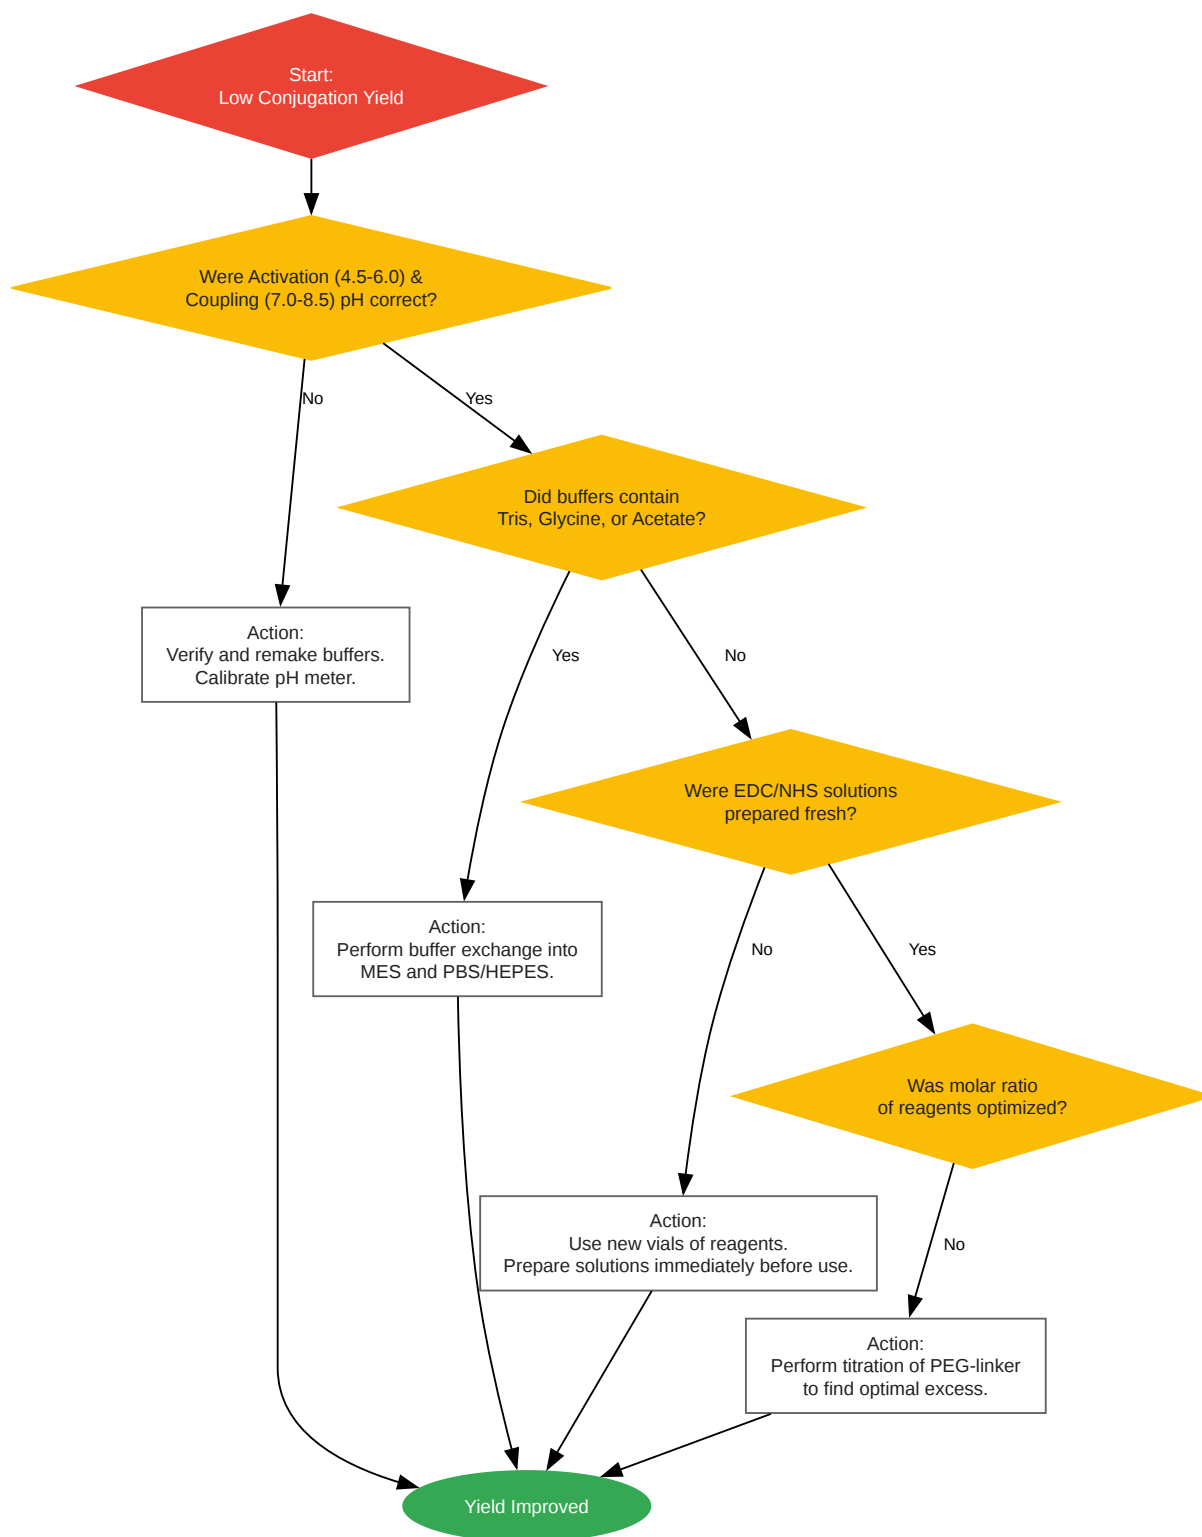 Start:
Low Conjugation Yield
Were Activation (4.5-6.0) &
Coupling (7.0-8.5) pH correct?
No
Yes
Did buffers contain
Tris, Glycine, or Acetate?
Action:
Verify and remake buffers.
Calibrate pH meter.
Yes
No
Were EDC/NHS solutions
prepared fresh?
Action:
Perform buffer exchange into
MES and PBS/HEPES.
No
Yes
Was molar ratio
of reagents optimized?
Action:
Use new vials of reagents.
Prepare solutions immediately before use.
No
Action:
Perform titration of PEG-linker
to find optimal excess.
Yield Improved